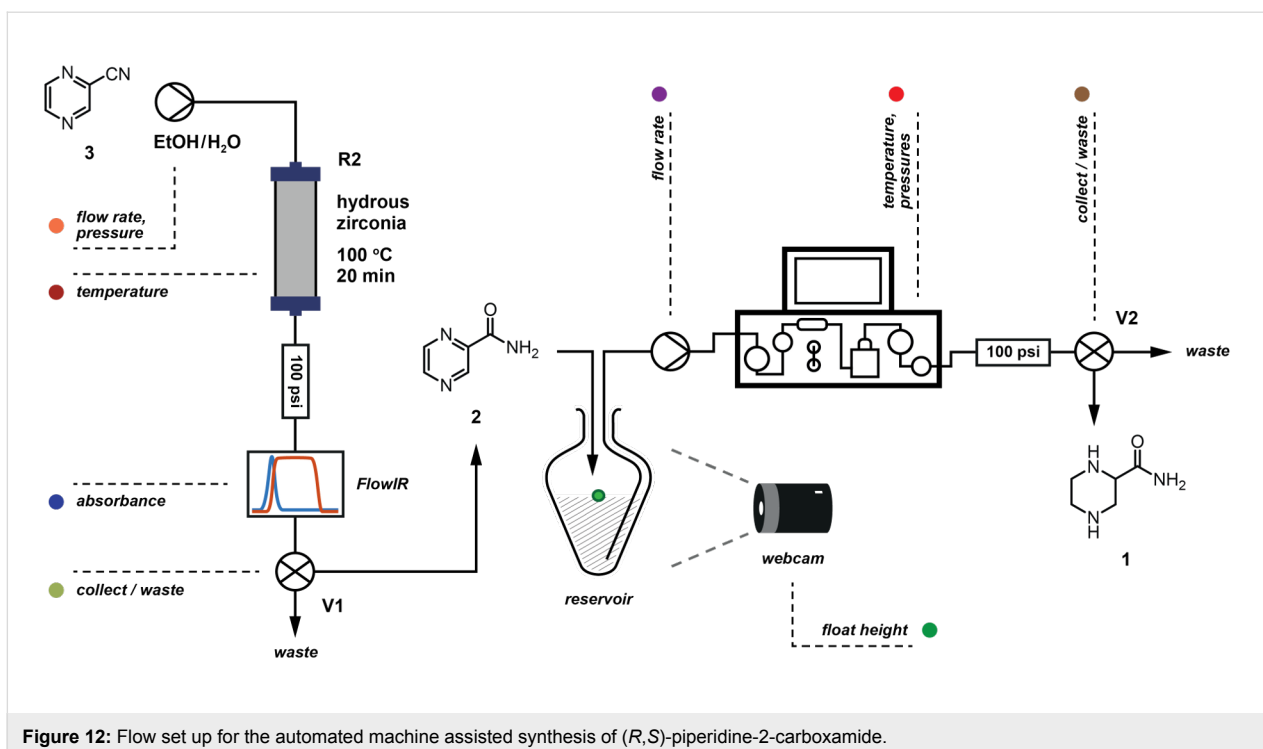 N
CN
N
3
EtOH/H2O
R2
hydrous
zirconia
100 °C
20 min
flow rate,
pressure
temperature
100 psi
FlowIR
absorbance
collect / waste
V1
waste
O
N
NH2
N
2
reservoir
flow rate
temperature,
pressures
collect / waste
100 psi
V2
waste
webcam
float height
H
N
O
NH2
N
H
1
Figure 12: Flow set up for the automated machine assisted synthesis of (R,S)-piperidine-2-carboxamide.